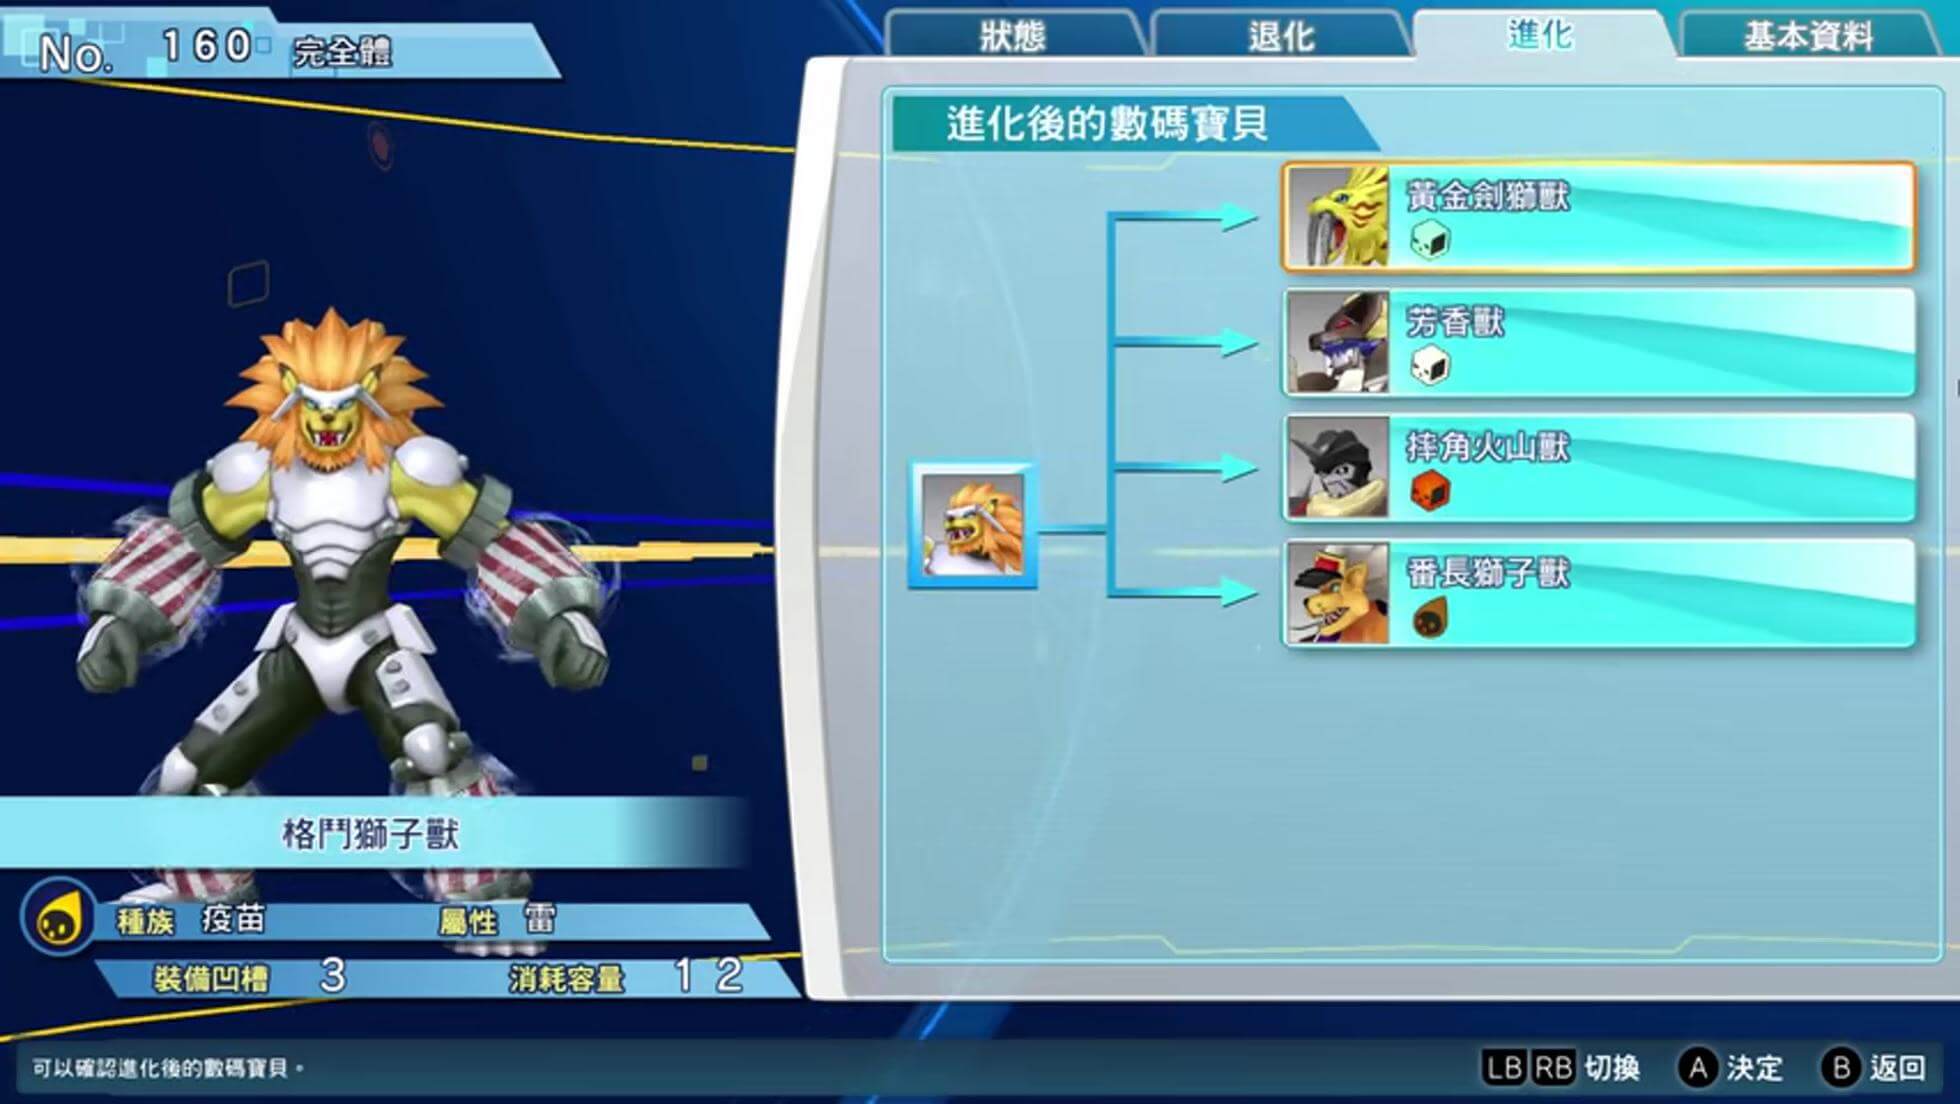 No. 160 完全體
狀態 退化 進化 基本資料
進化後的數碼寶貝
黃金劍獅獸
芳香獸
摔角火山獸
番長獅子獸
格鬥獅子獸
種族 疫苗 屬性 雷
裝備凹槽 3 消耗容量 12
可以確認進化後的數碼寶貝。
LB RB 切換 A 決定 B 返回